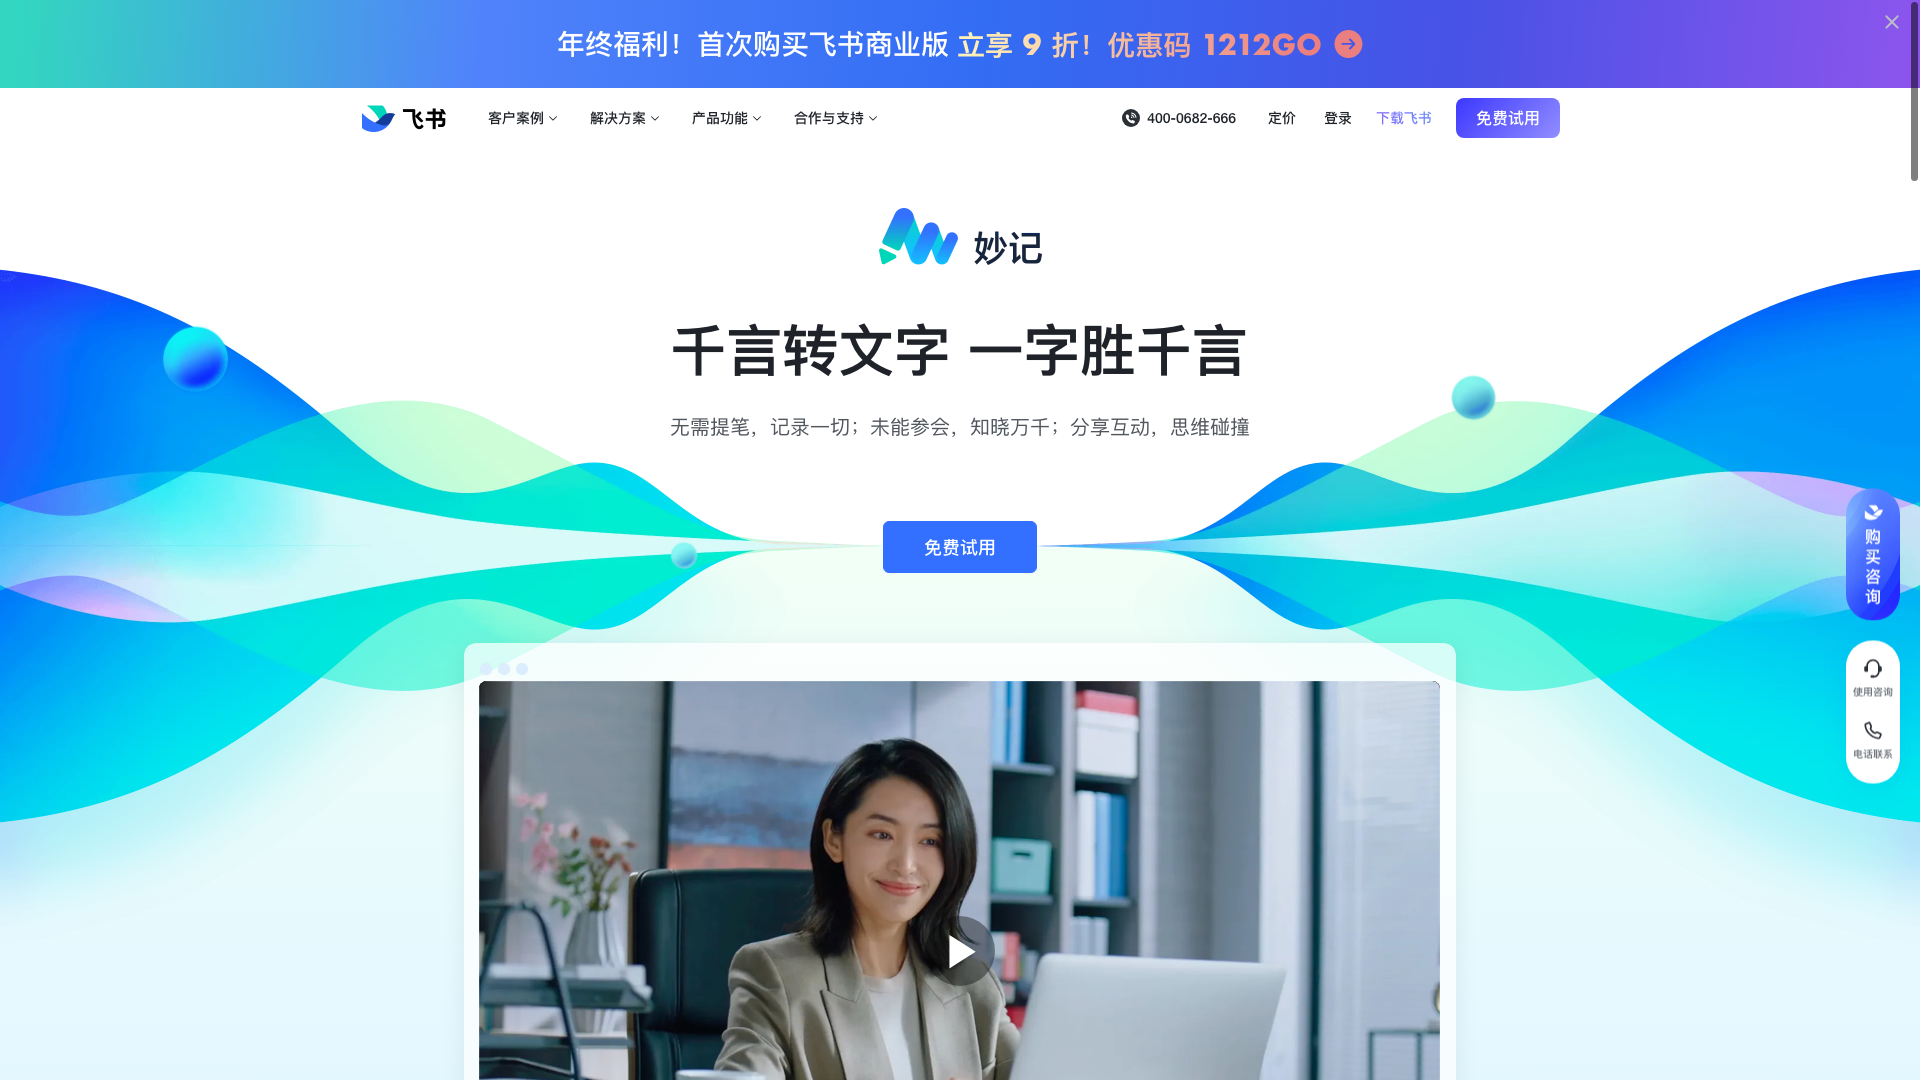 年终福利！首次购买飞书商业版 立享 9 折！优惠码 1212GO
飞书
客户案例
解决方案
产品功能
合作与支持
400-0682-666
定价
登录
下载飞书
免费试用
妙记
千言转文字 一字胜千言
无需提笔，记录一切；未能参会，知晓万千；分享互动，思维碰撞
免费试用
购买咨询
使用咨询
电话联系